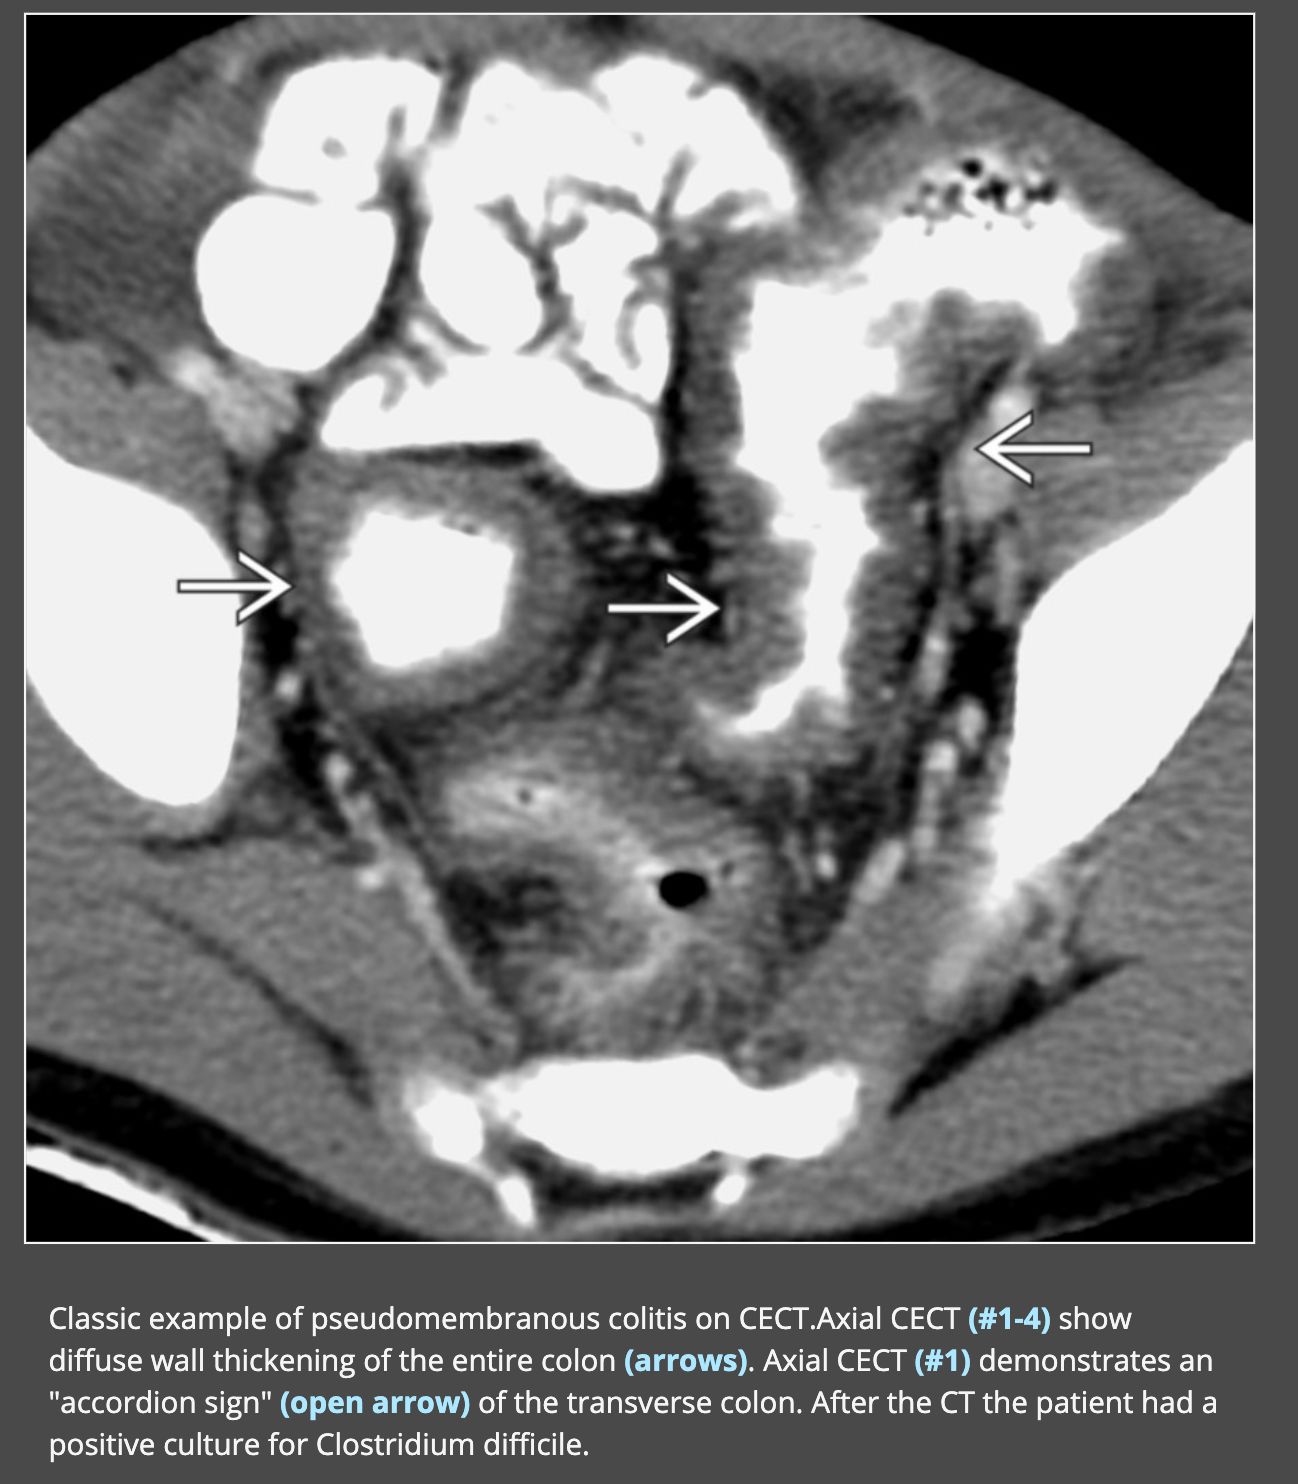 Classic example of pseudomembranous colitis on CECT.Axial CECT (#1-4) show
diffuse wall thickening of the entire colon (arrows). Axial CECT (#1) demonstrates an
"accordion sign" (open arrow) of the transverse colon. After the CT the patient had a
positive culture for Clostridium difficile.